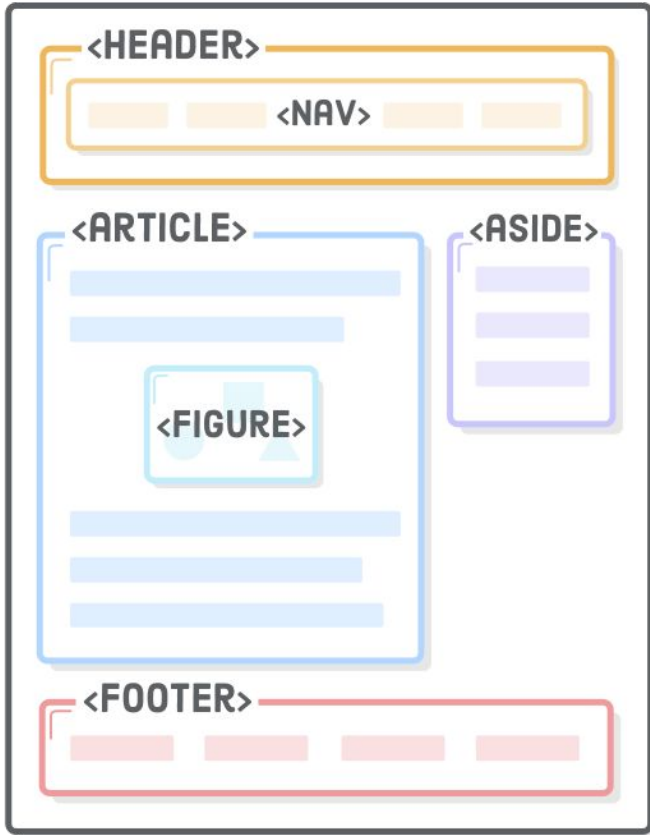 <HEADER>
<NAV>
<ARTICLE>
<ASIDE>
<FIGURE>
<FOOTER>